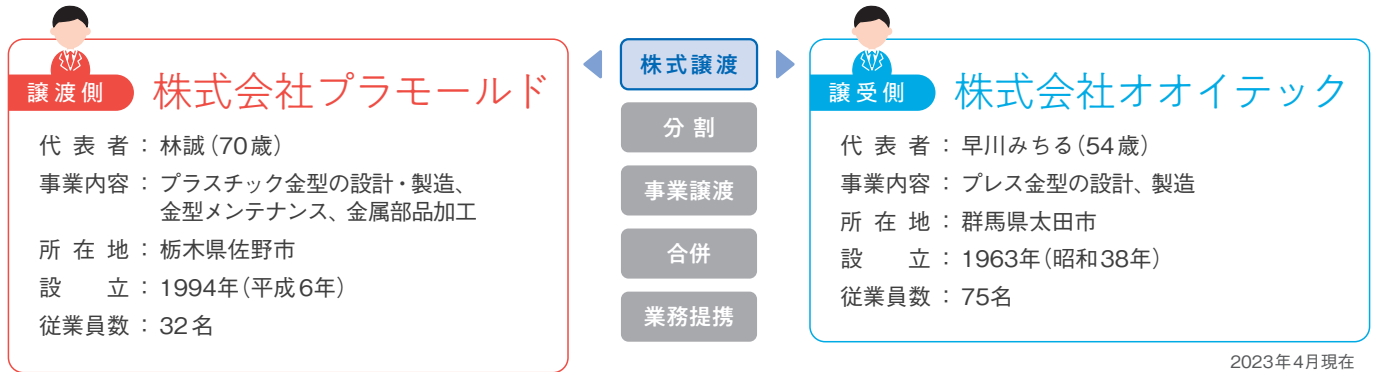 譲渡側 株式会社プラモールド
代表者：林誠（70歳）
事業内容：プラスチック金型の設計・製造、
金型メンテナンス、金属部品加工
所在地：栃木県佐野市
設立：1994年（平成6年）
従業員数：32名
株式譲渡
分割
事業譲渡
合併
業務提携
譲受側 株式会社オオイテック
代表者：早川みちる（54歳）
事業内容：プレス金型の設計、製造
所在地：群馬県太田市
設立：1963年（昭和38年）
従業員数：75名
2023年4月現在